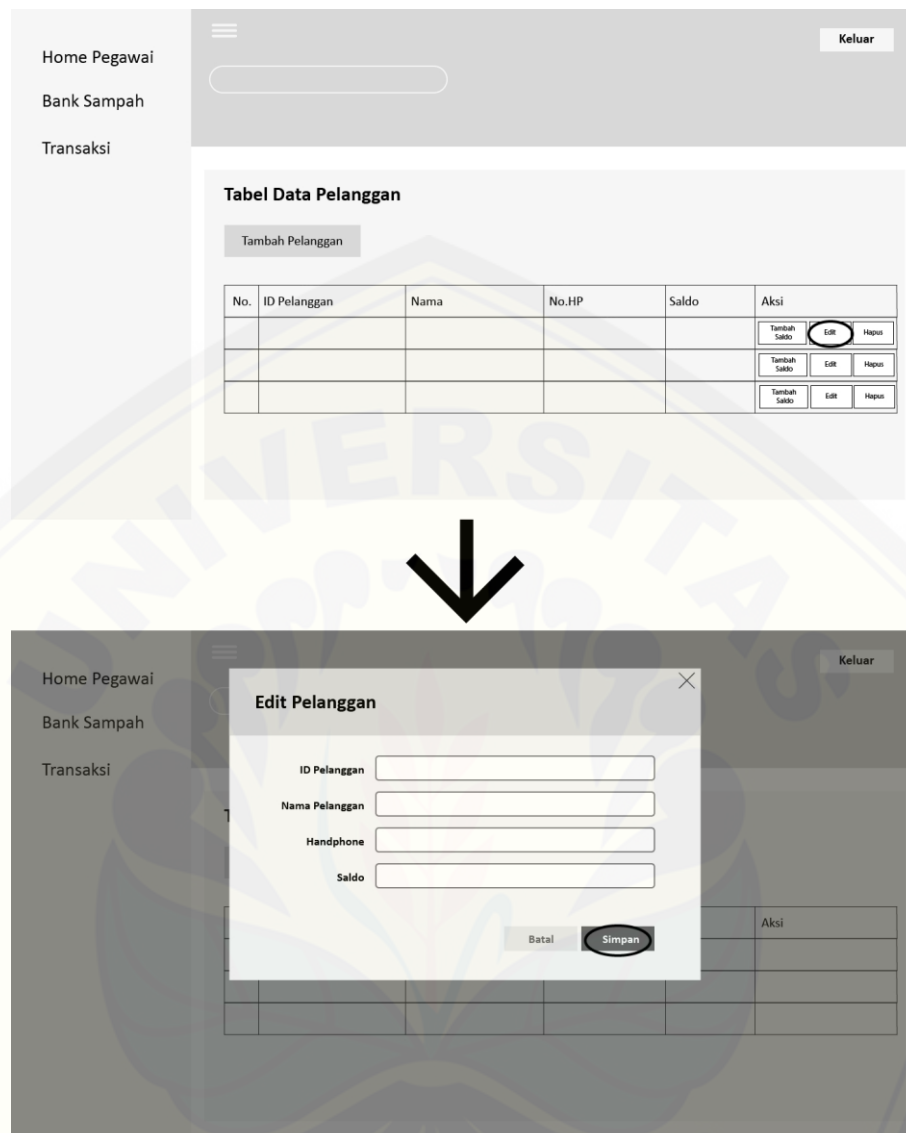 Home Pegawai
Bank Sampah
Transaksi
Keluar
Tabel Data Pelanggan
Tambah Pelanggan
No. ID Pelanggan Nama No.HP Saldo Aksi
Tambah Saldo Edit Hapus
Tambah Saldo Edit Hapus
Tambah Saldo Edit Hapus
UNIVERSITAS
Home Pegawai
Bank Sampah
Transaksi
Keluar
Edit Pelanggan
ID Pelanggan
Nama Pelanggan
Handphone
Saldo
Batal Simpan
T
Aksi